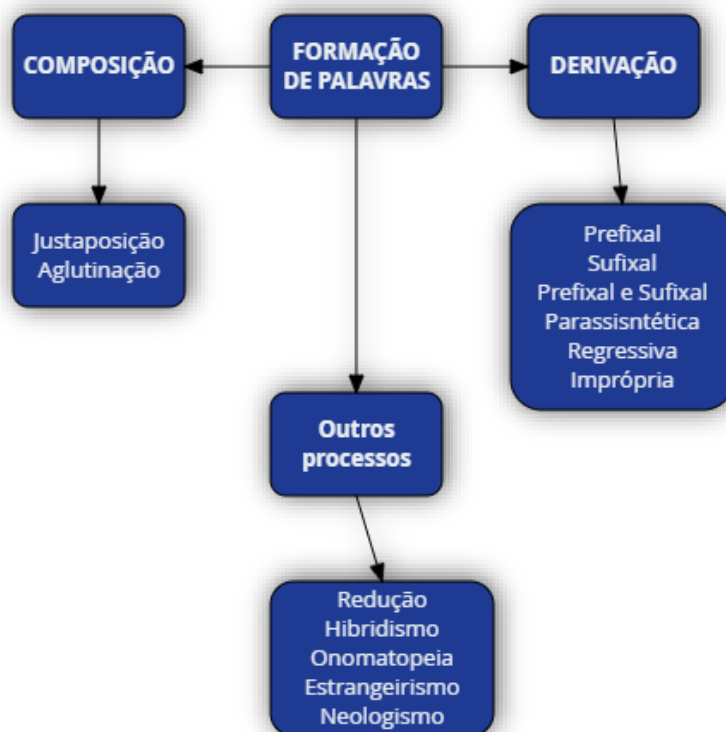 COMPOSIÇÃO
FORMAÇÃO
DE PALAVRAS
DERIVAÇÃO
Justaposição
Aglutinação
Prefixal
Sufixal
Prefixal e Sufixal
Parassisntética
Regressiva
Imprópria
Outros
processos
Redução
Hibridismo
Onomatopeia
Estrangeirismo
Neologismo